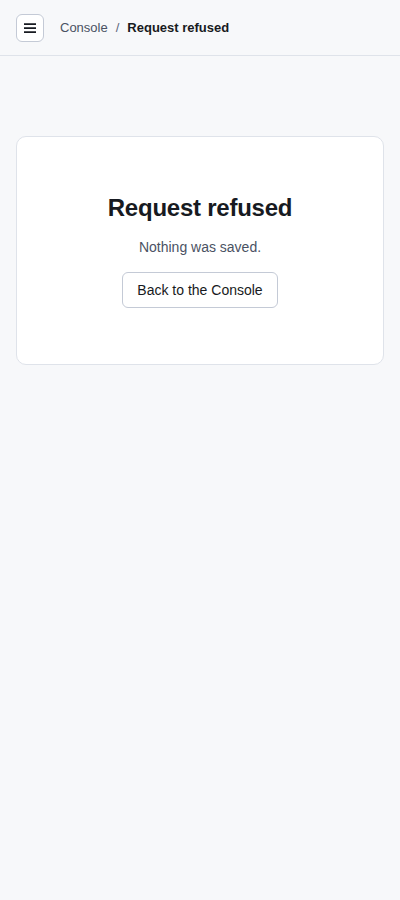 Console / Request refused
Request refused
Nothing was saved.
Back to the Console